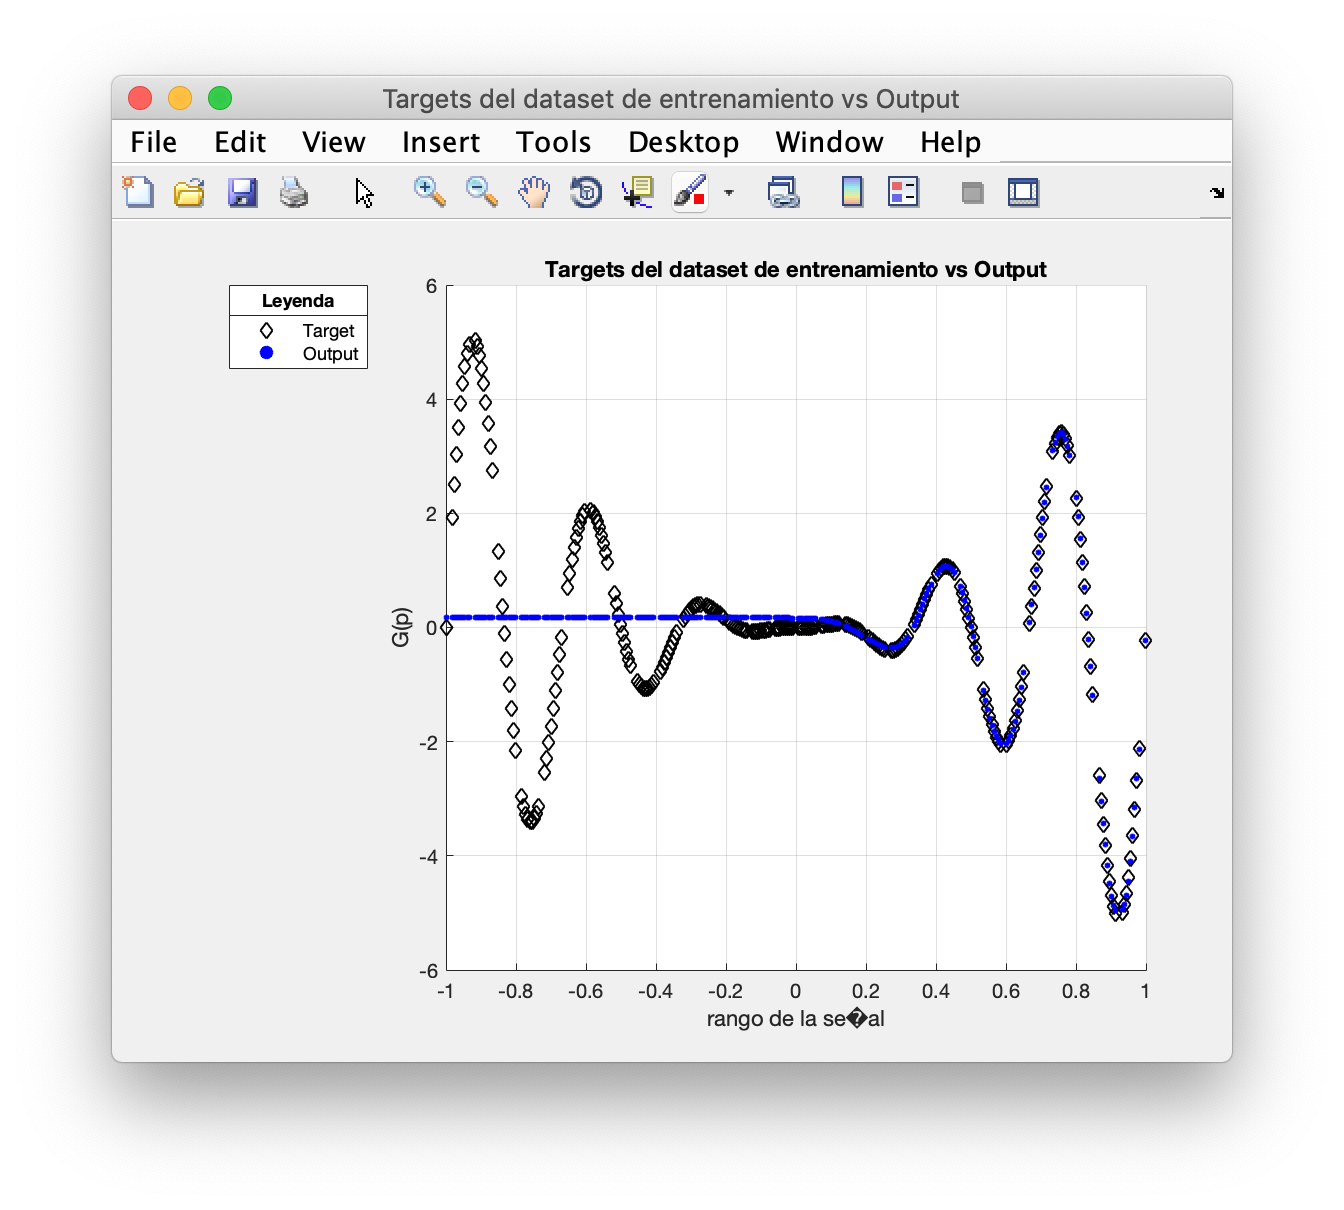 Targets del dataset de entrenamiento vs Output
File Edit View Insert Tools Desktop Window Help
Targets del dataset de entrenamiento vs Output
Leyenda
Target
Output
6
4
2
0
-2
-4
-6
G(p)
-1 -0.8 -0.6 -0.4 -0.2 0 0.2 0.4 0.6 0.8 1
rango de la se�al